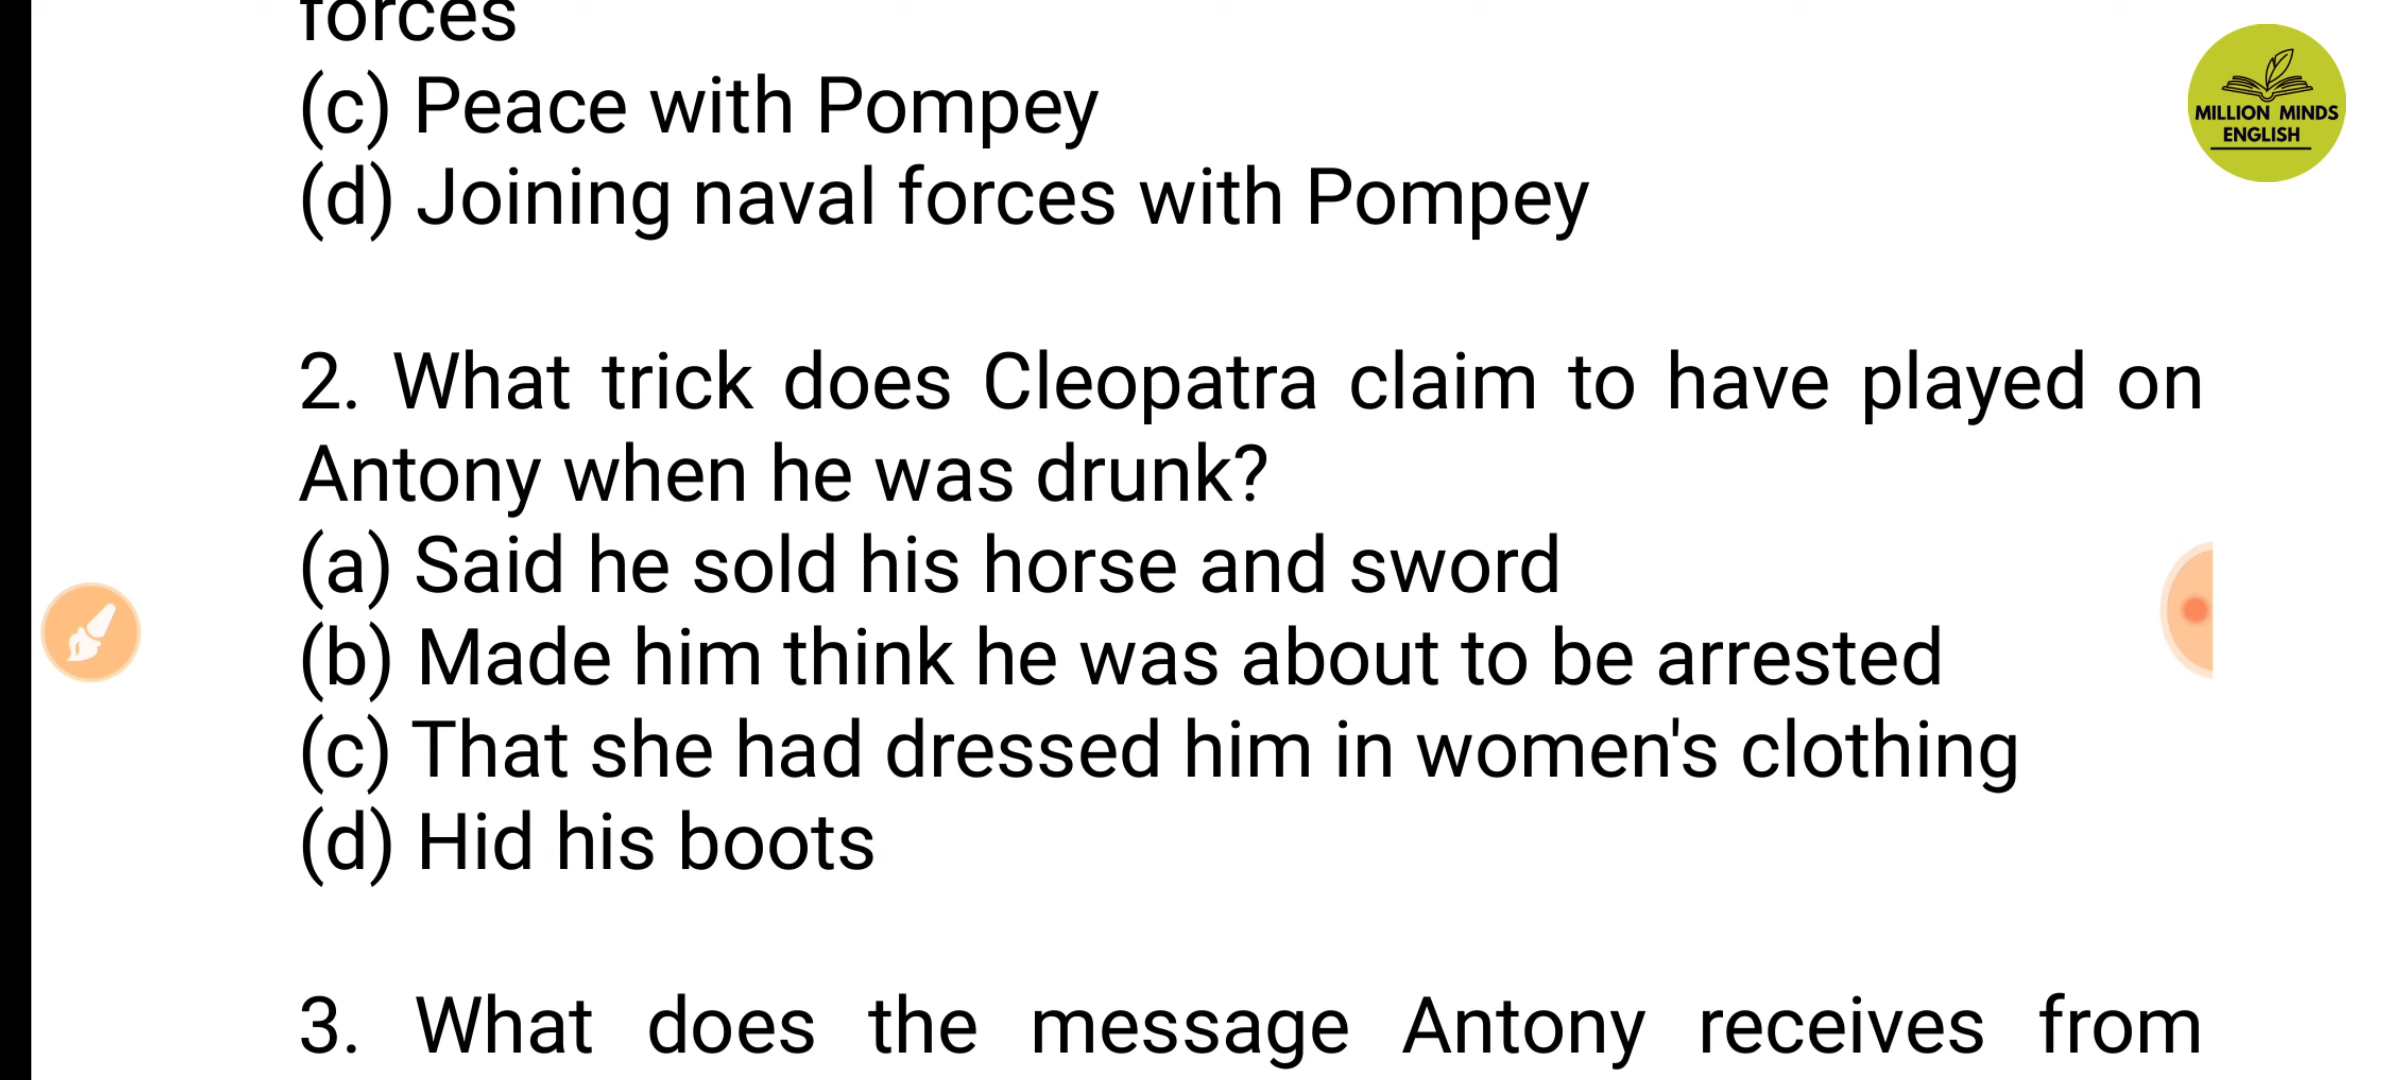 forces
(c) Peace with Pompey
(d) Joining naval forces with Pompey
MILLION MINDS
ENGLISH
2. What trick does Cleopatra claim to have played on
Antony when he was drunk?
(a) Said he sold his horse and sword
(b) Made him think he was about to be arrested
(c) That she had dressed him in women's clothing
(d) Hid his boots
3. What does the message Antony receives from